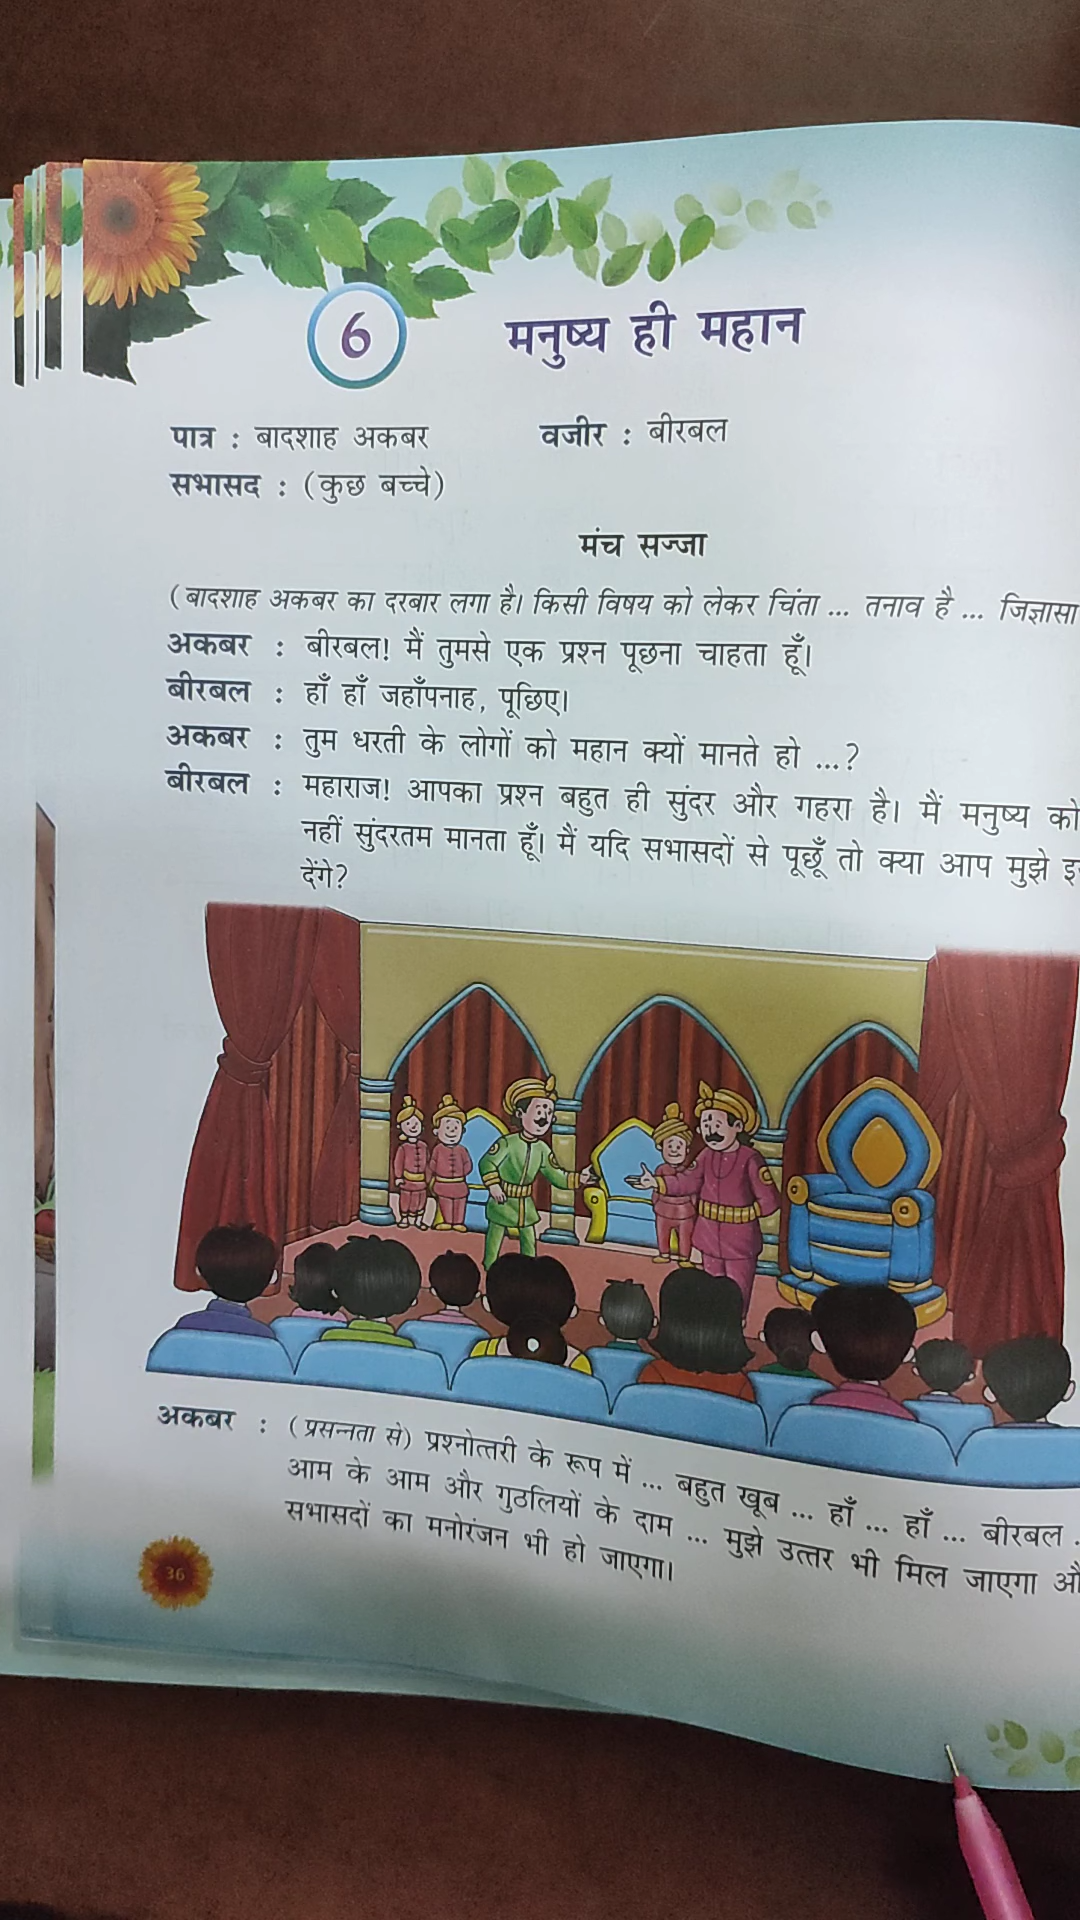 6
मनुष्य ही महान
पात्र : बादशाह अकबर वजीर : बीरबल
सभासद : (कुछ बच्चे)
मंच सज्जा
(बादशाह अकबर का दरबार लगा है। किसी विषय को लेकर चिंता ... तनाव है ... जिज्ञासा
अकबर : बीरबल! मैं तुमसे एक प्रश्न पूछना चाहता हूँ।
बीरबल : हाँ हाँ जहाँपनाह, पूछिए।
अकबर : तुम धरती के लोगों को महान क्यों मानते हो ...?
बीरबल : महाराज! आपका प्रश्न बहुत ही सुंदर और गहरा है। मैं मनुष्य को
नहीं सुंदरतम मानता हूँ। मैं यदि सभासदों से पूछूँ तो क्या आप मुझे
देंगे?
अकबर : (प्रसन्नता से) प्रश्नोत्तरी के रूप में ... बहुत खूब ... हाँ ... हाँ ... बीरबल .
आम के आम और गुठलियों के दाम ... मुझे उत्तर भी मिल जाएगा
सभासदों का मनोरंजन भी हो जाएगा।
36